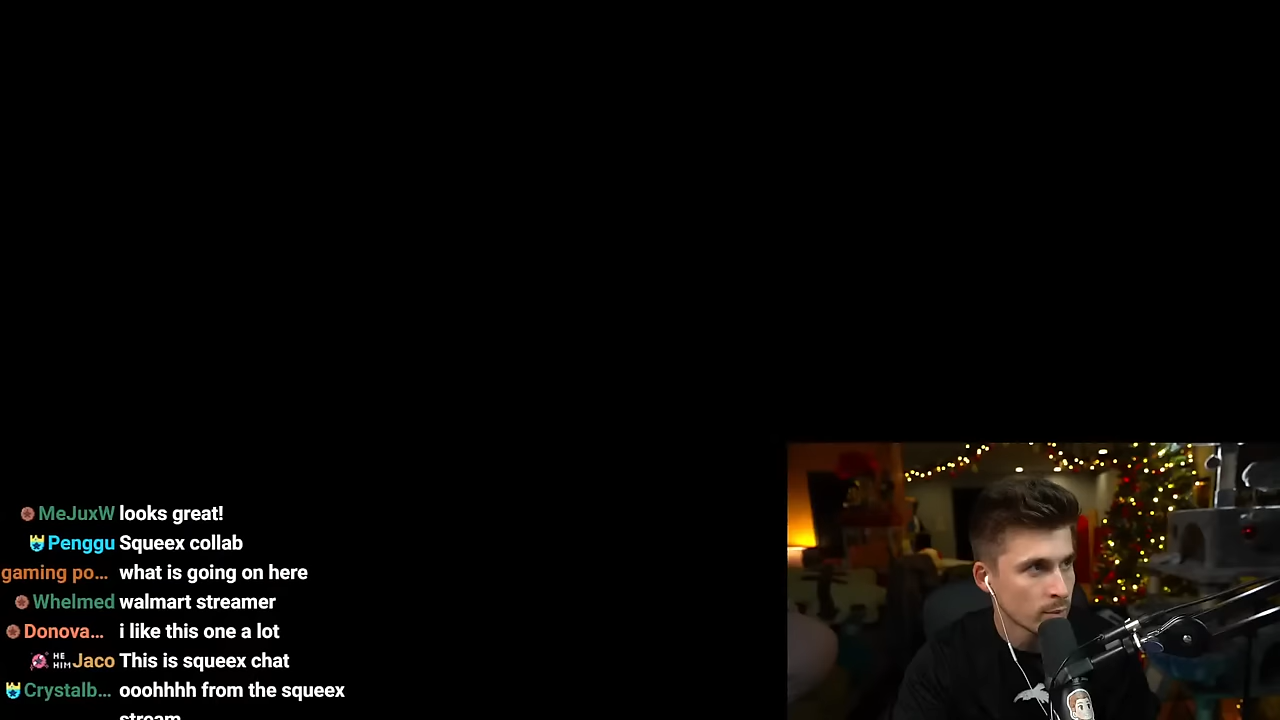 MeJuxW looks great!
Penggu Squeex collab
gaming po... what is going on here
Whelmed walmart streamer
Donova... i like this one a lot
HE HIM Jaco This is squeex chat
Crystalb... ooohhhh from the squeex
stream